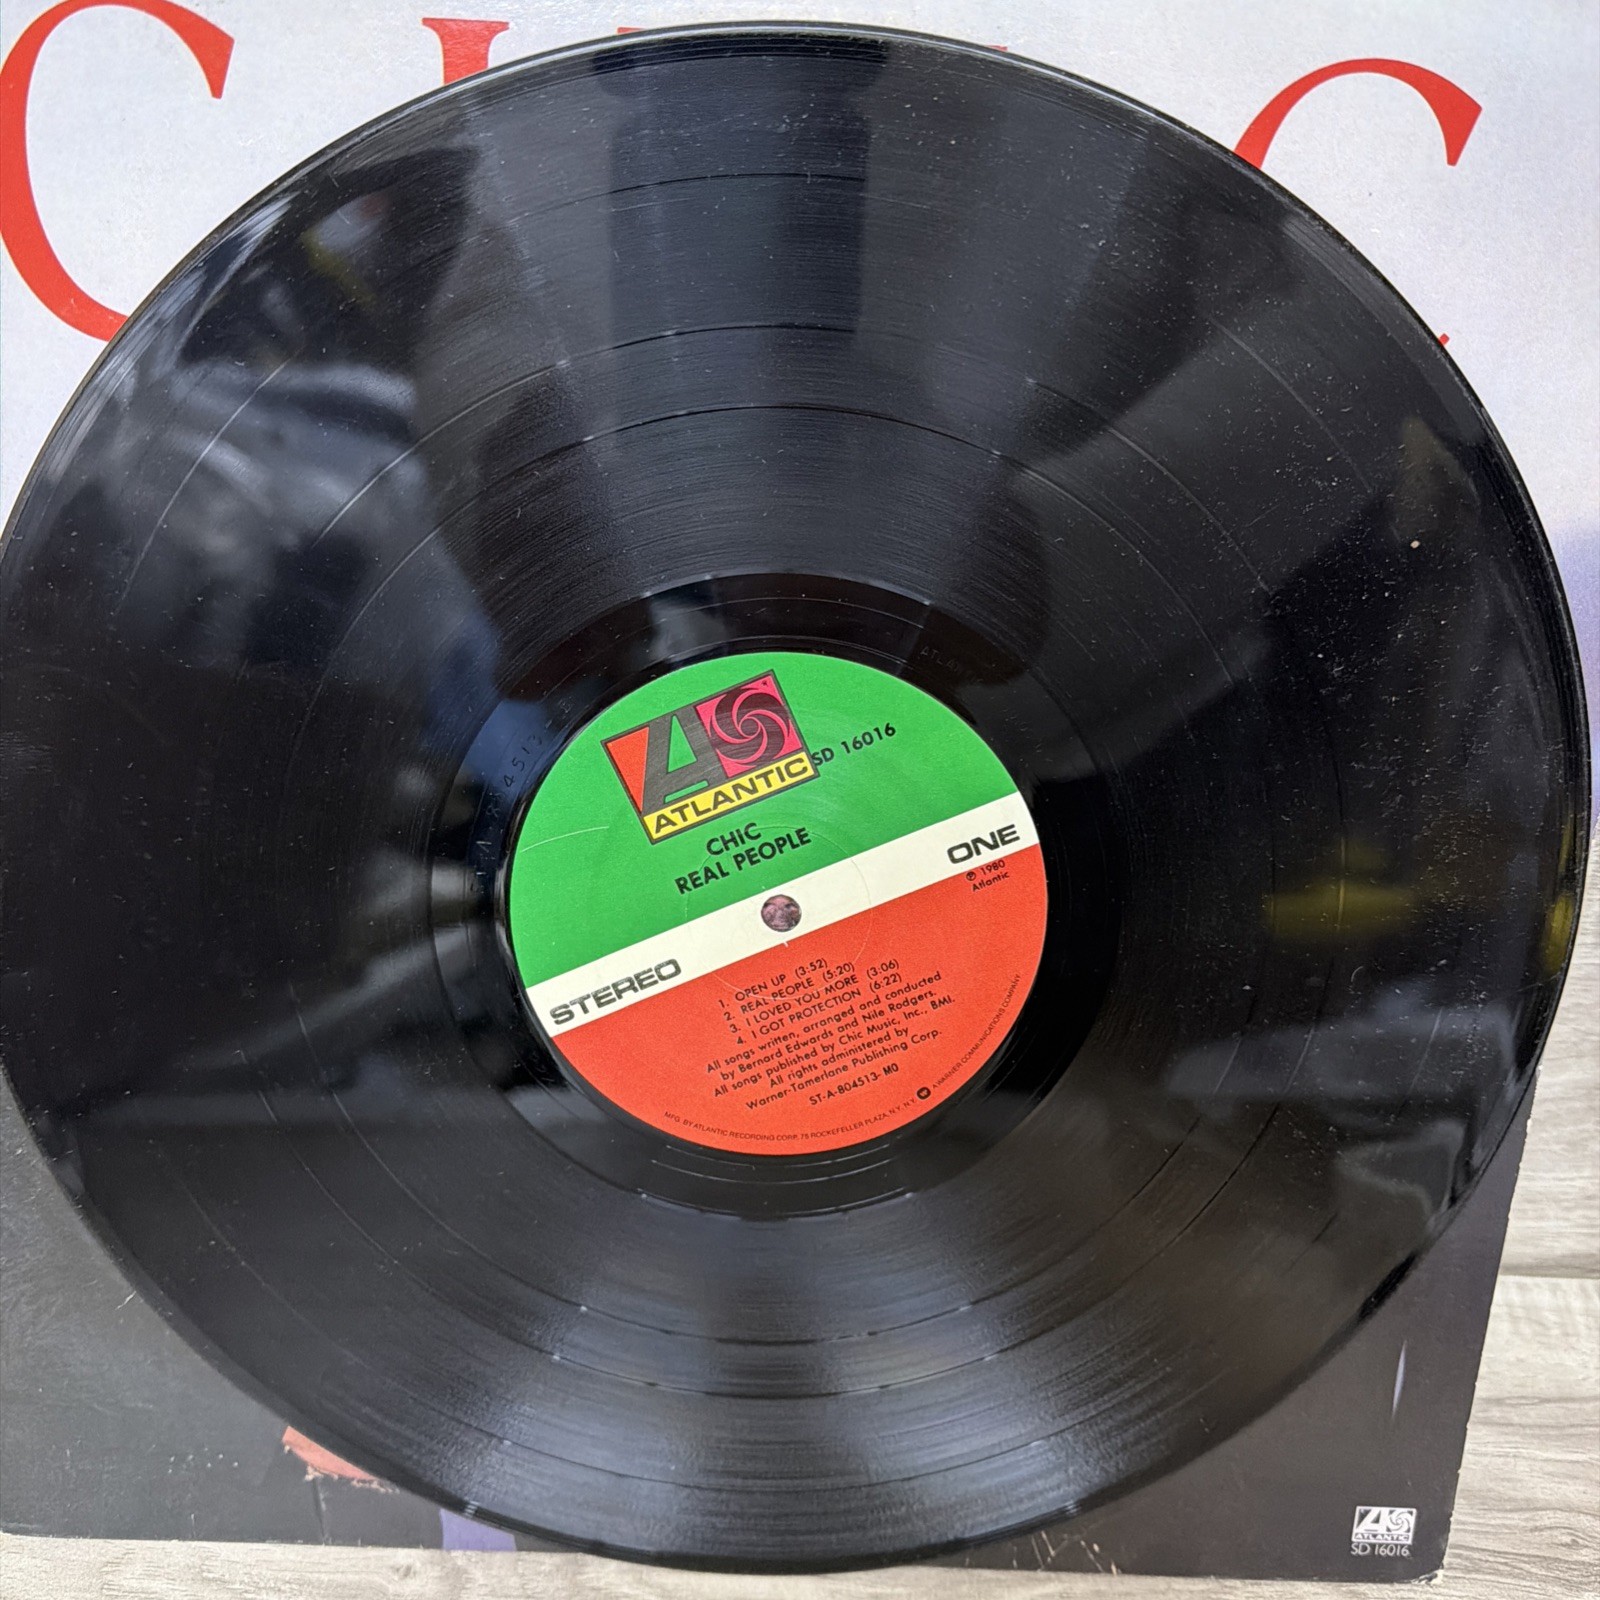 CHIC
ATLANTIC
SD 16016
CHIC
REAL PEOPLE
STEREO
ONE
℗ 1980
Atlantic
1. OPEN UP (3:52)
2. REAL PEOPLE (5:20)
3. I LOVED YOU MORE (3:06)
4. I GOT PROTECTION (6:22)
All songs written, arranged and conducted
by Bernard Edwards and Nile Rodgers.
All songs published by Chic Music, Inc., BMI.
All rights administered by
Warner-Tamerlane Publishing Corp.
ST-A-804513-MO
MFG. BY ATLANTIC RECORDING CORP., 75 ROCKEFELLER PLAZA, N.Y., N.Y. A WARNER COMMUNICATIONS COMPANY
ATLANTIC
SD 16016